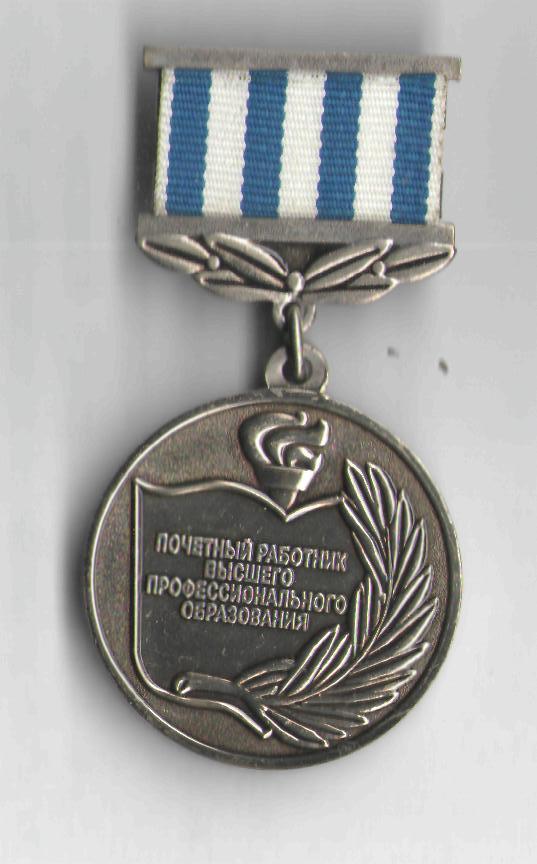 ПОЧЕТНЫЙ РАБОТНИК
ВЫСШЕГО
ПРОФЕССИОНАЛЬНОГО
ОБРАЗОВАНИЯ